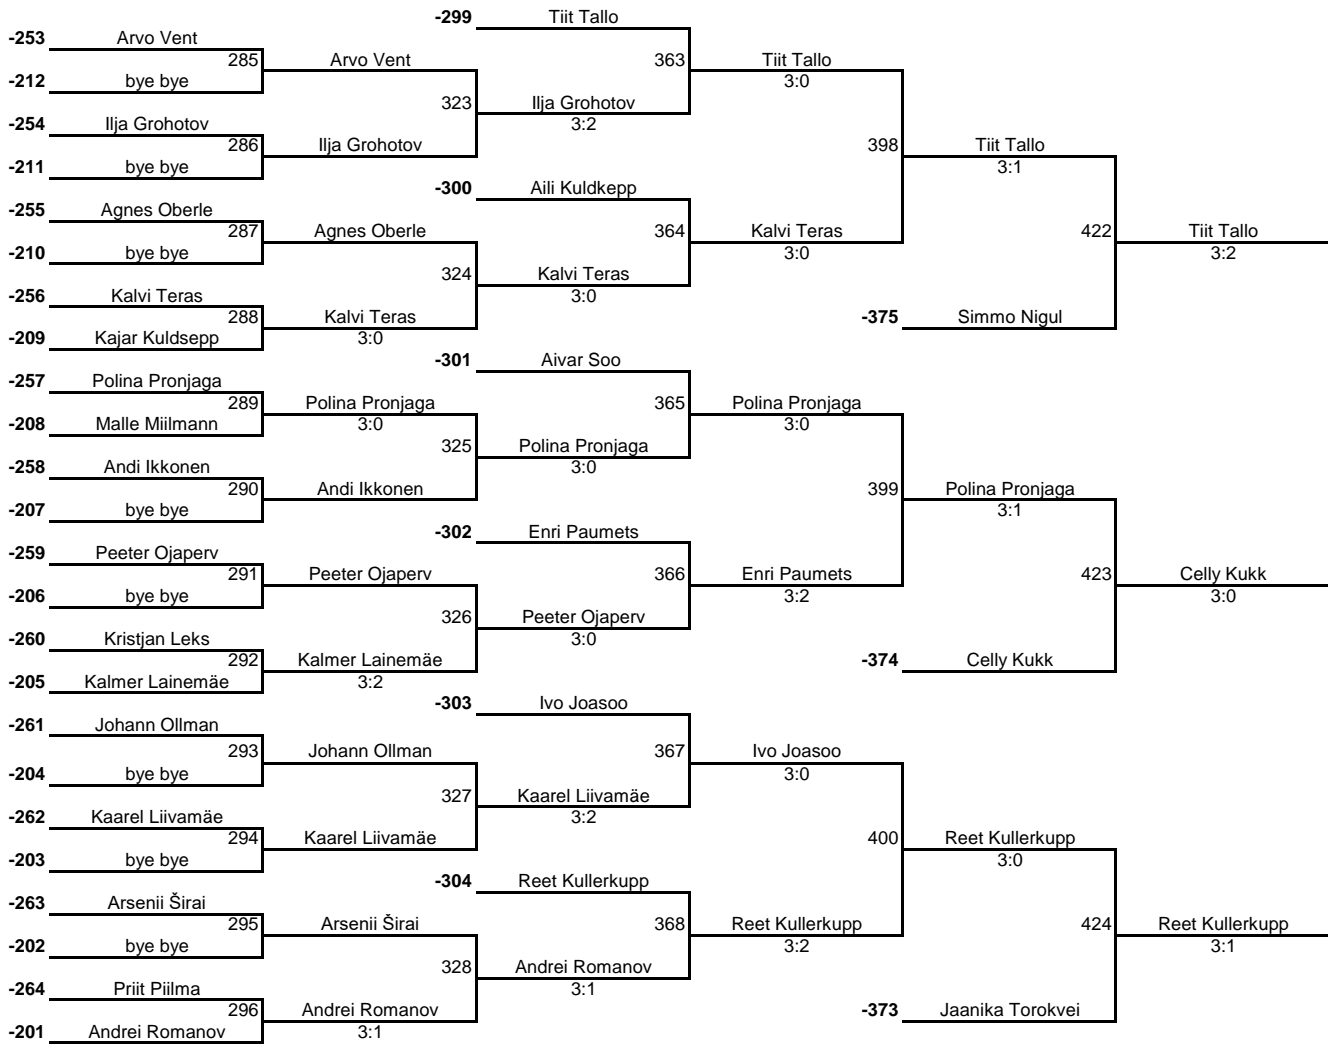 -299 Tiit Tallo
-253 Arvo Vent
285 Arvo Vent 363 Tiit Tallo
-212 bye bye 3:0
323 Ilja Grohotov
-254 Ilja Grohotov 3:2
286 Ilja Grohotov 398 Tiit Tallo
-211 bye bye 3:1
-300 Aili Kuldkepp
-255 Agnes Oberle
287 Agnes Oberle 364 Kalvi Teras 422 Tiit Tallo
-210 bye bye 3:0 3:2
324 Kalvi Teras
-256 Kalvi Teras 3:0
288 Kalvi Teras -375 Simmo Nigul
-209 Kajar Kuldsepp 3:0
-301 Aivar Soo
-257 Polina Pronjaga
289 Polina Pronjaga 365 Polina Pronjaga
-208 Malle Miilmann 3:0 3:0
325 Polina Pronjaga
-258 Andi Ikkonen 3:0
290 Andi Ikkonen 399 Polina Pronjaga
-207 bye bye 3:1
-302 Enri Paumets
-259 Peeter Ojaperv
291 Peeter Ojaperv 366 Enri Paumets 423 Celly Kukk
-206 bye bye 3:2 3:0
326 Peeter Ojaperv
-260 Kristjan Leks 3:0
292 Kalmer Lainemäe -374 Celly Kukk
-205 Kalmer Lainemäe 3:2
-303 Ivo Joasoo
-261 Johann Ollman
293 Johann Ollman 367 Ivo Joasoo
-204 bye bye 3:0
327 Kaarel Liivamäe
-262 Kaarel Liivamäe 3:2
294 Kaarel Liivamäe 400 Reet Kullerkupp
-203 bye bye 3:0
-304 Reet Kullerkupp
-263 Arsenii Širai
295 Arsenii Širai 368 Reet Kullerkupp 424 Reet Kullerkupp
-202 bye bye 3:2 3:1
328 Andrei Romanov
-264 Priit Piilma 3:1
296 Andrei Romanov -373 Jaanika Torokvei
-201 Andrei Romanov 3:1